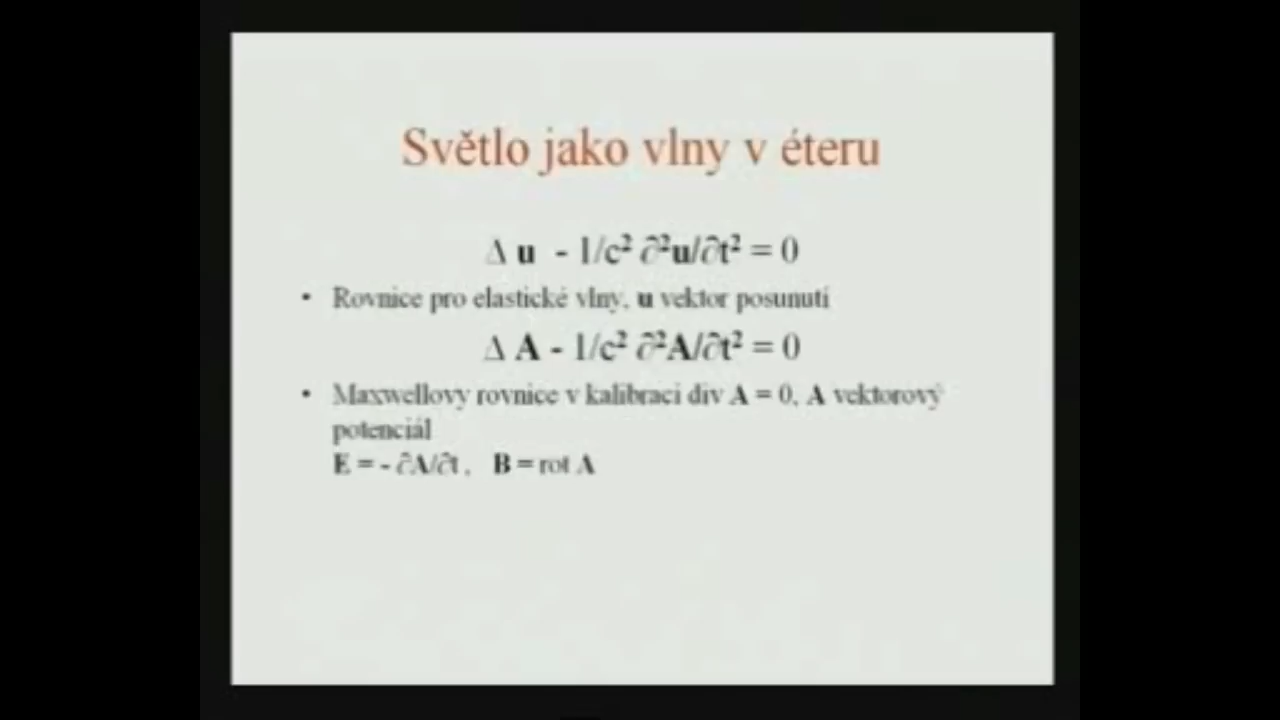 Světlo jako vlny v éteru
Δ u - 1/c² ∂²u/∂t² = 0
• Rovnice pro elastické vlny, u vektor posunutí
Δ A - 1/c² ∂²A/∂t² = 0
• Maxwellovy rovnice v kalibraci div A = 0, A vektorový
potenciál
E = - ∂A/∂t , B = rot A